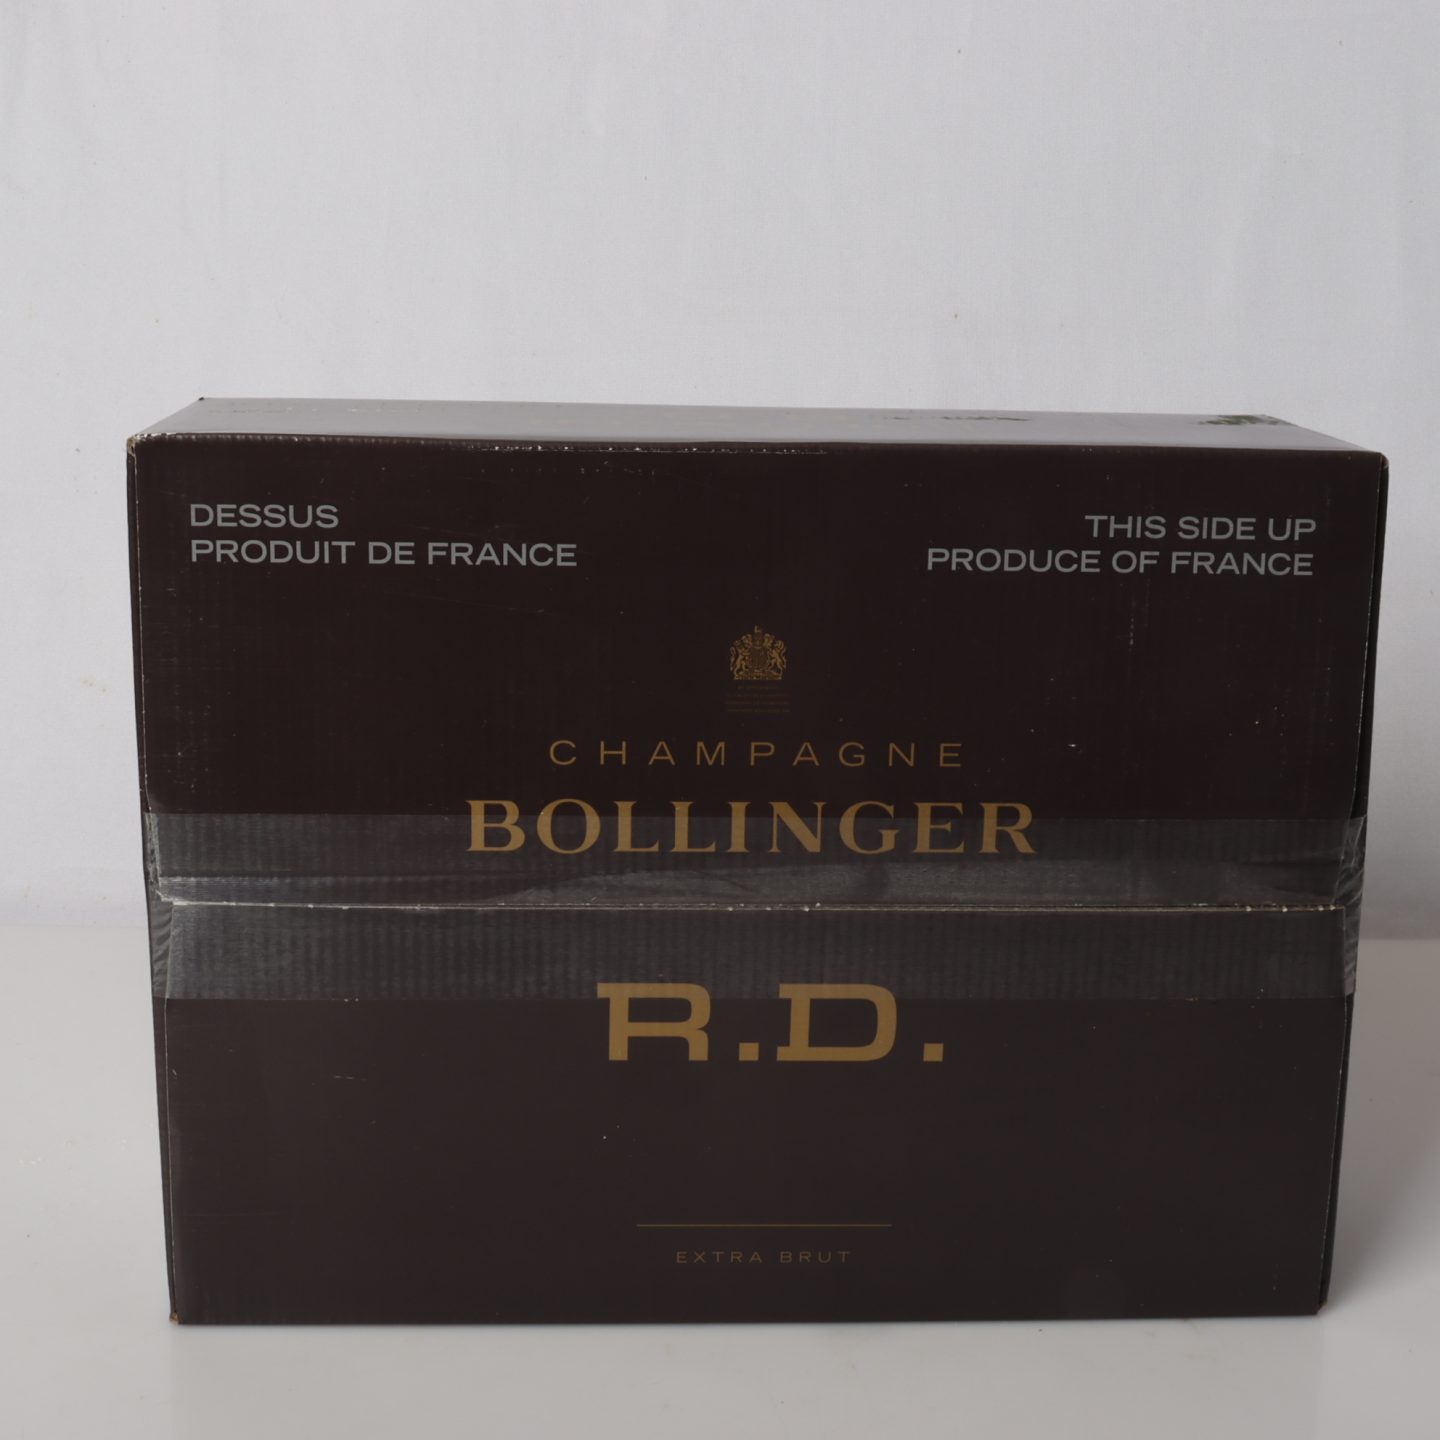 DESSUS
PRODUIT DE FRANCE
THIS SIDE UP
PRODUCE OF FRANCE
CHAMPAGNE
BOLLINGER
R.D.
EXTRA BRUT